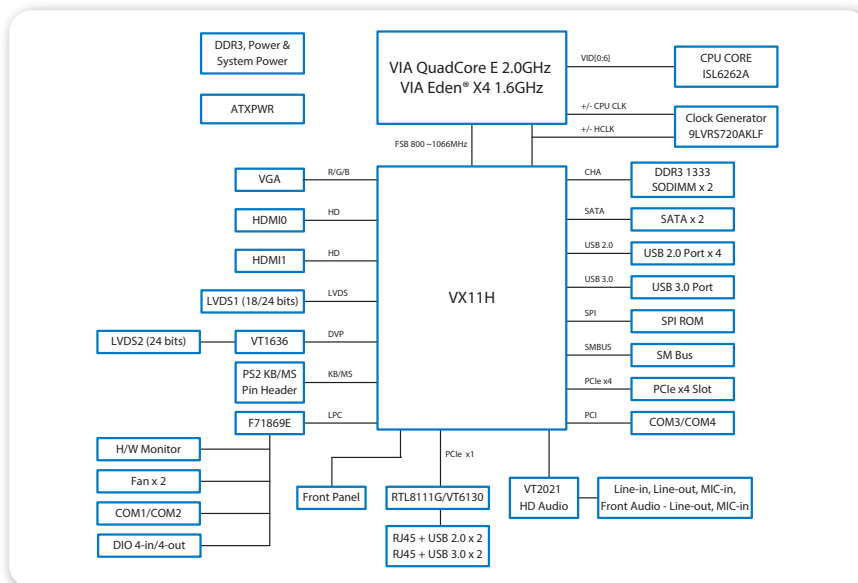 DDR3, Power &
System Power
ATXPWR
VIA QuadCore E 2.0GHz
VIA Eden® X4 1.6GHz
VID[0:6]
CPU CORE
ISL6262A
+/- CPU CLK
+/- HCLK
Clock Generator
9LVRS720AKLF
FSB 800 ~1066MHz
VGA
R/G/B
HDMI0
HD
HDMI1
HD
LVDS1 (18/24 bits)
LVDS
LVDS2 (24 bits)
VT1636
DVP
PS2 KB/MS
Pin Header
KB/MS
F71869E
LPC
VX11H
CHA
DDR3 1333
SODIMM x 2
SATA
SATA x 2
USB 2.0
USB 2.0 Port x 4
USB 3.0
USB 3.0 Port
SPI
SPI ROM
SMBUS
SM Bus
PCIe x4
PCIe x4 Slot
PCI
COM3/COM4
H/W Monitor
Fan x 2
COM1/COM2
DIO 4-in/4-out
Front Panel
PCIe x1
RTL8111G/VT6130
RJ45 + USB 2.0 x 2
RJ45 + USB 3.0 x 2
VT2021
HD Audio
Line-in, Line-out, MIC-in,
Front Audio - Line-out, MIC-in